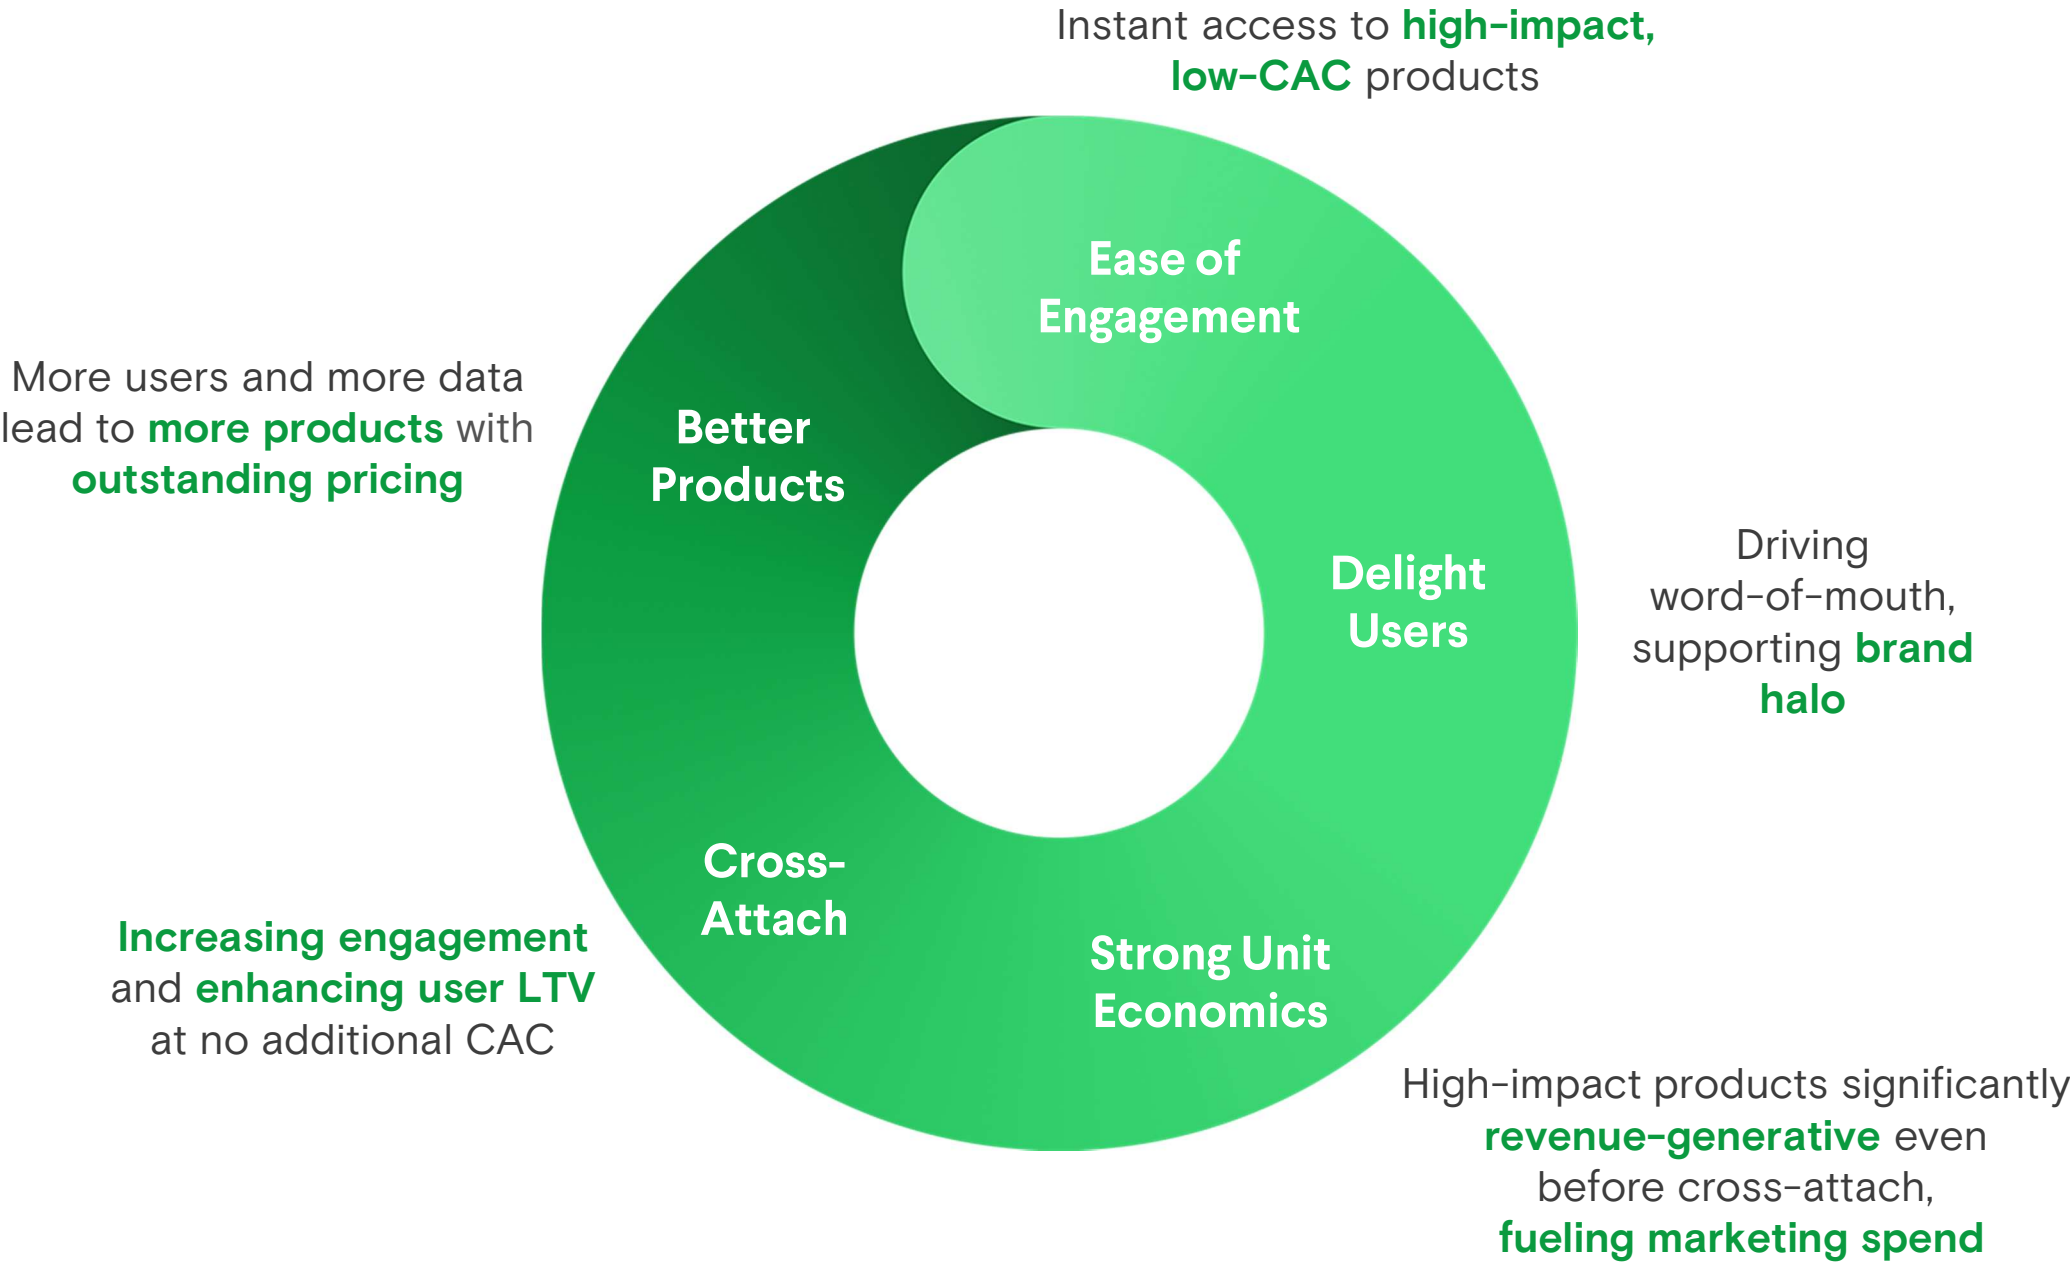 Instant access to high-impact,
low-CAC products
Ease of
Engagement
Delight
Users
Driving
word-of-mouth,
supporting brand
halo
Strong Unit
Economics
High-impact products significantly
revenue-generative even
before cross-attach,
fueling marketing spend
Cross-
Attach
Increasing engagement
and enhancing user LTV
at no additional CAC
Better
Products
More users and more data
lead to more products with
outstanding pricing